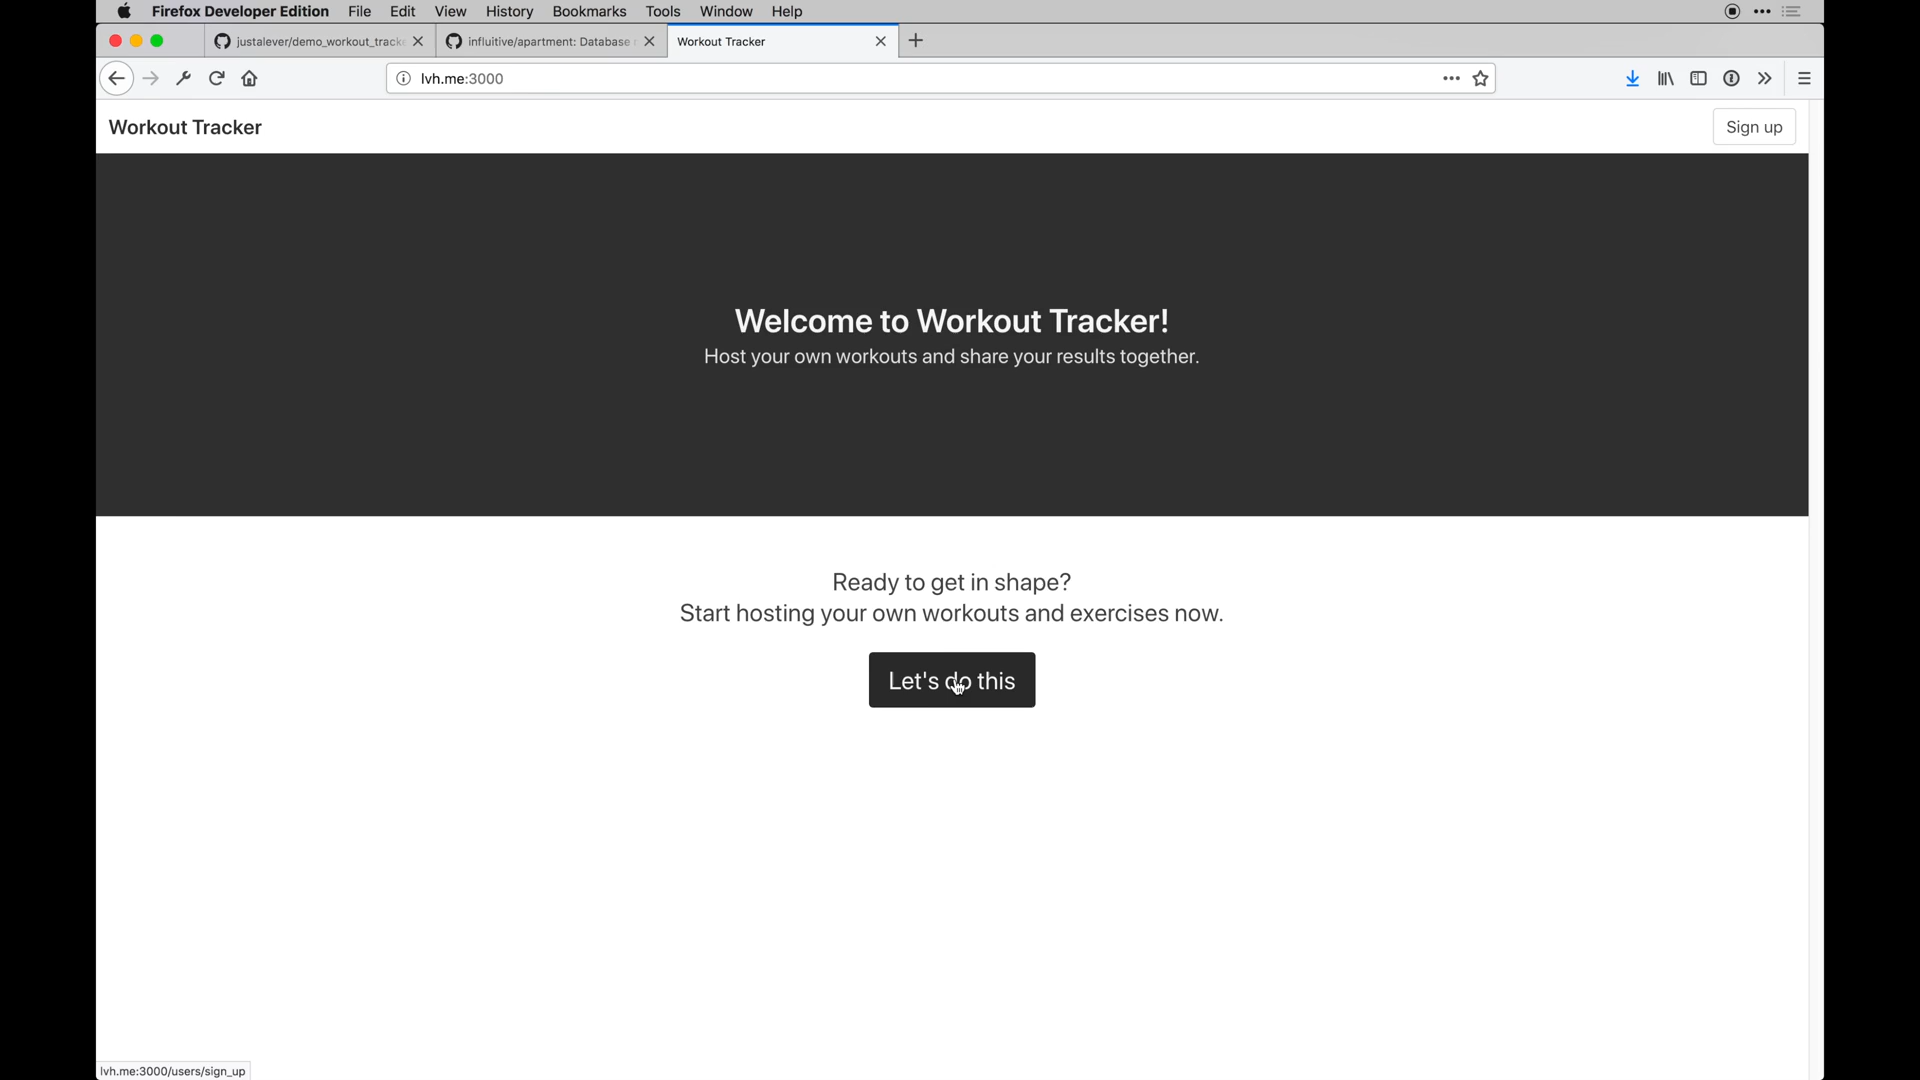 Firefox Developer Edition File Edit View History Bookmarks Tools Window Help
justalever/demo_workout_track influitive/apartment: Database Workout Tracker
lvh.me:3000
Workout Tracker Sign up
Welcome to Workout Tracker!
Host your own workouts and share your results together.
Ready to get in shape?
Start hosting your own workouts and exercises now.
Let's do this
lvh.me:3000/users/sign_up